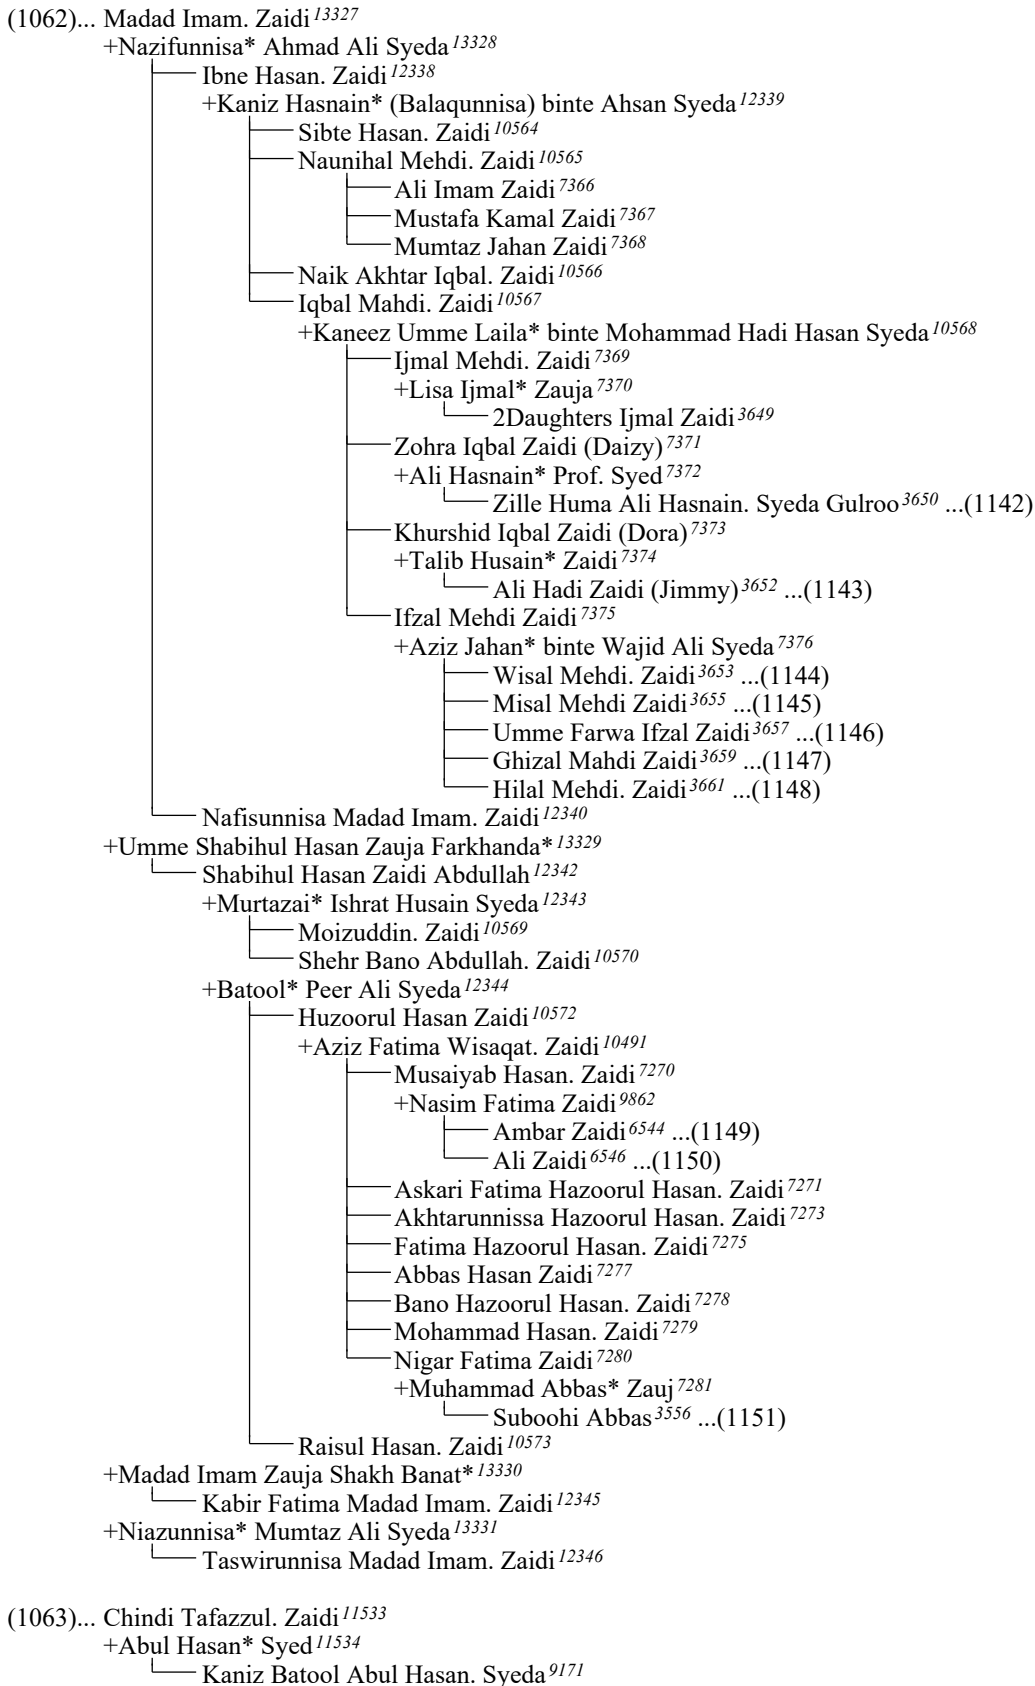 (1062)... Madad Imam. Zaidi 13327
+Nazifunnisa* Ahmad Ali Syeda 13328
Ibne Hasan. Zaidi 12338
+Kaniz Hasnain* (Balaqunnisa) binte Ahsan Syeda 12339
Sibte Hasan. Zaidi 10564
Naunihal Mehdi. Zaidi 10565
Ali Imam Zaidi 7366
Mustafa Kamal Zaidi 7367
Mumtaz Jahan Zaidi 7368
Naik Akhtar Iqbal. Zaidi 10566
Iqbal Mahdi. Zaidi 10567
+Kaneez Umme Laila* binte Mohammad Hadi Hasan Syeda 10568
Ijmal Mehdi. Zaidi 7369
+Lisa Ijmal* Zauja 7370
2Daughters Ijmal Zaidi 3649
Zohra Iqbal Zaidi (Daizy) 7371
+Ali Hasnain* Prof. Syed 7372
Zille Huma Ali Hasnain. Syeda Gulroo 3650 ...(1142)
Khurshid Iqbal Zaidi (Dora) 7373
+Talib Husain* Zaidi 7374
Ali Hadi Zaidi (Jimmy) 3652 ...(1143)
Ifzal Mehdi Zaidi 7375
+Aziz Jahan* binte Wajid Ali Syeda 7376
Wisal Mehdi. Zaidi 3653 ...(1144)
Misal Mehdi Zaidi 3655 ...(1145)
Umme Farwa Ifzal Zaidi 3657 ...(1146)
Ghizal Mahdi Zaidi 3659 ...(1147)
Hilal Mehdi. Zaidi 3661 ...(1148)
Nafisunnisa Madad Imam. Zaidi 12340
+Umme Shabihul Hasan Zauja Farkhanda* 13329
Shabihul Hasan Zaidi Abdullah 12342
+Murtazai* Ishrat Husain Syeda 12343
Moizuddin. Zaidi 10569
Shehr Bano Abdullah. Zaidi 10570
+Batool* Peer Ali Syeda 12344
Huzoorul Hasan Zaidi 10572
+Aziz Fatima Wisaqat. Zaidi 10491
Musaiyab Hasan. Zaidi 7270
+Nasim Fatima Zaidi 9862
Ambar Zaidi 6544 ...(1149)
Ali Zaidi 6546 ...(1150)
Askari Fatima Hazoorul Hasan. Zaidi 7271
Akhtarunnissa Hazoorul Hasan. Zaidi 7273
Fatima Hazoorul Hasan. Zaidi 7275
Abbas Hasan Zaidi 7277
Bano Hazoorul Hasan. Zaidi 7278
Mohammad Hasan. Zaidi 7279
Nigar Fatima Zaidi 7280
+Muhammad Abbas* Zauj 7281
Suboohi Abbas 3556 ...(1151)
Raisul Hasan. Zaidi 10573
+Madad Imam Zauja Shakh Banat* 13330
Kabir Fatima Madad Imam. Zaidi 12345
+Niazunnisa* Mumtaz Ali Syeda 13331
Taswirunnisa Madad Imam. Zaidi 12346
(1063)... Chindi Tafazzul. Zaidi 11533
+Abul Hasan* Syed 11534
Kaniz Batool Abul Hasan. Syeda 9171